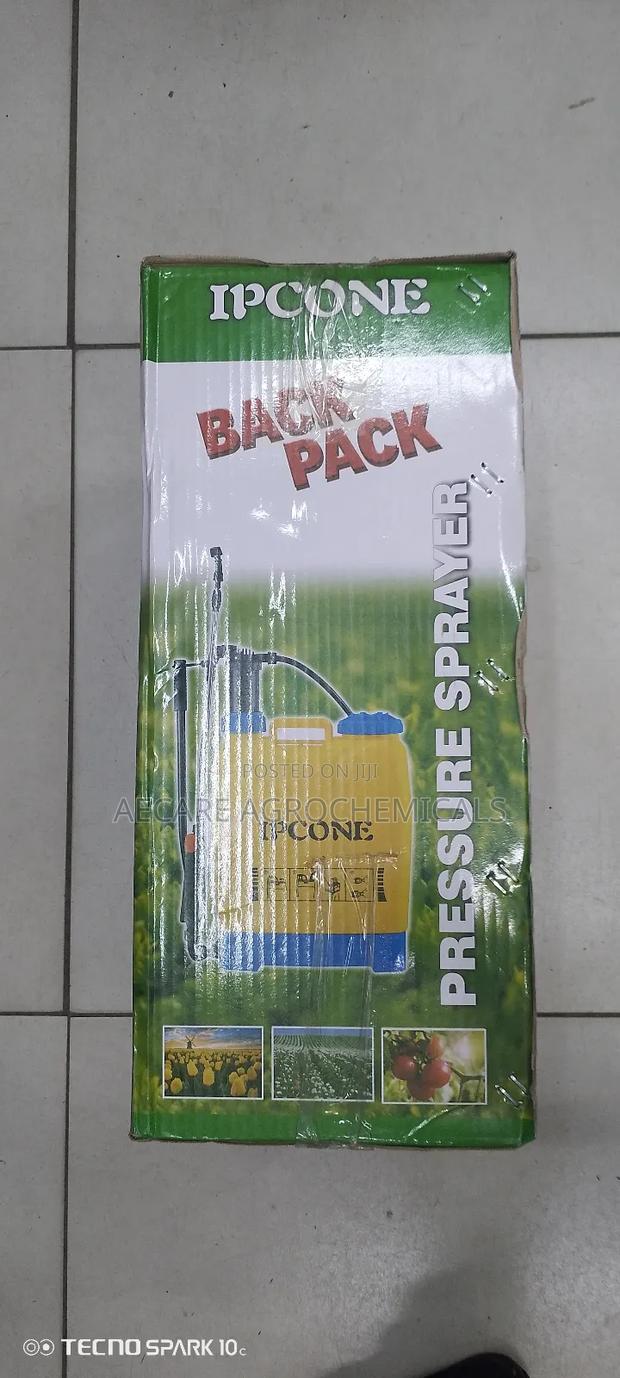 IPCONE
BACK
PACK
PRESSURE SPRAYER
POSTED ON JIJI
AECARE AGROCHEMICALS
IPCONE
TECNO SPARK 10C